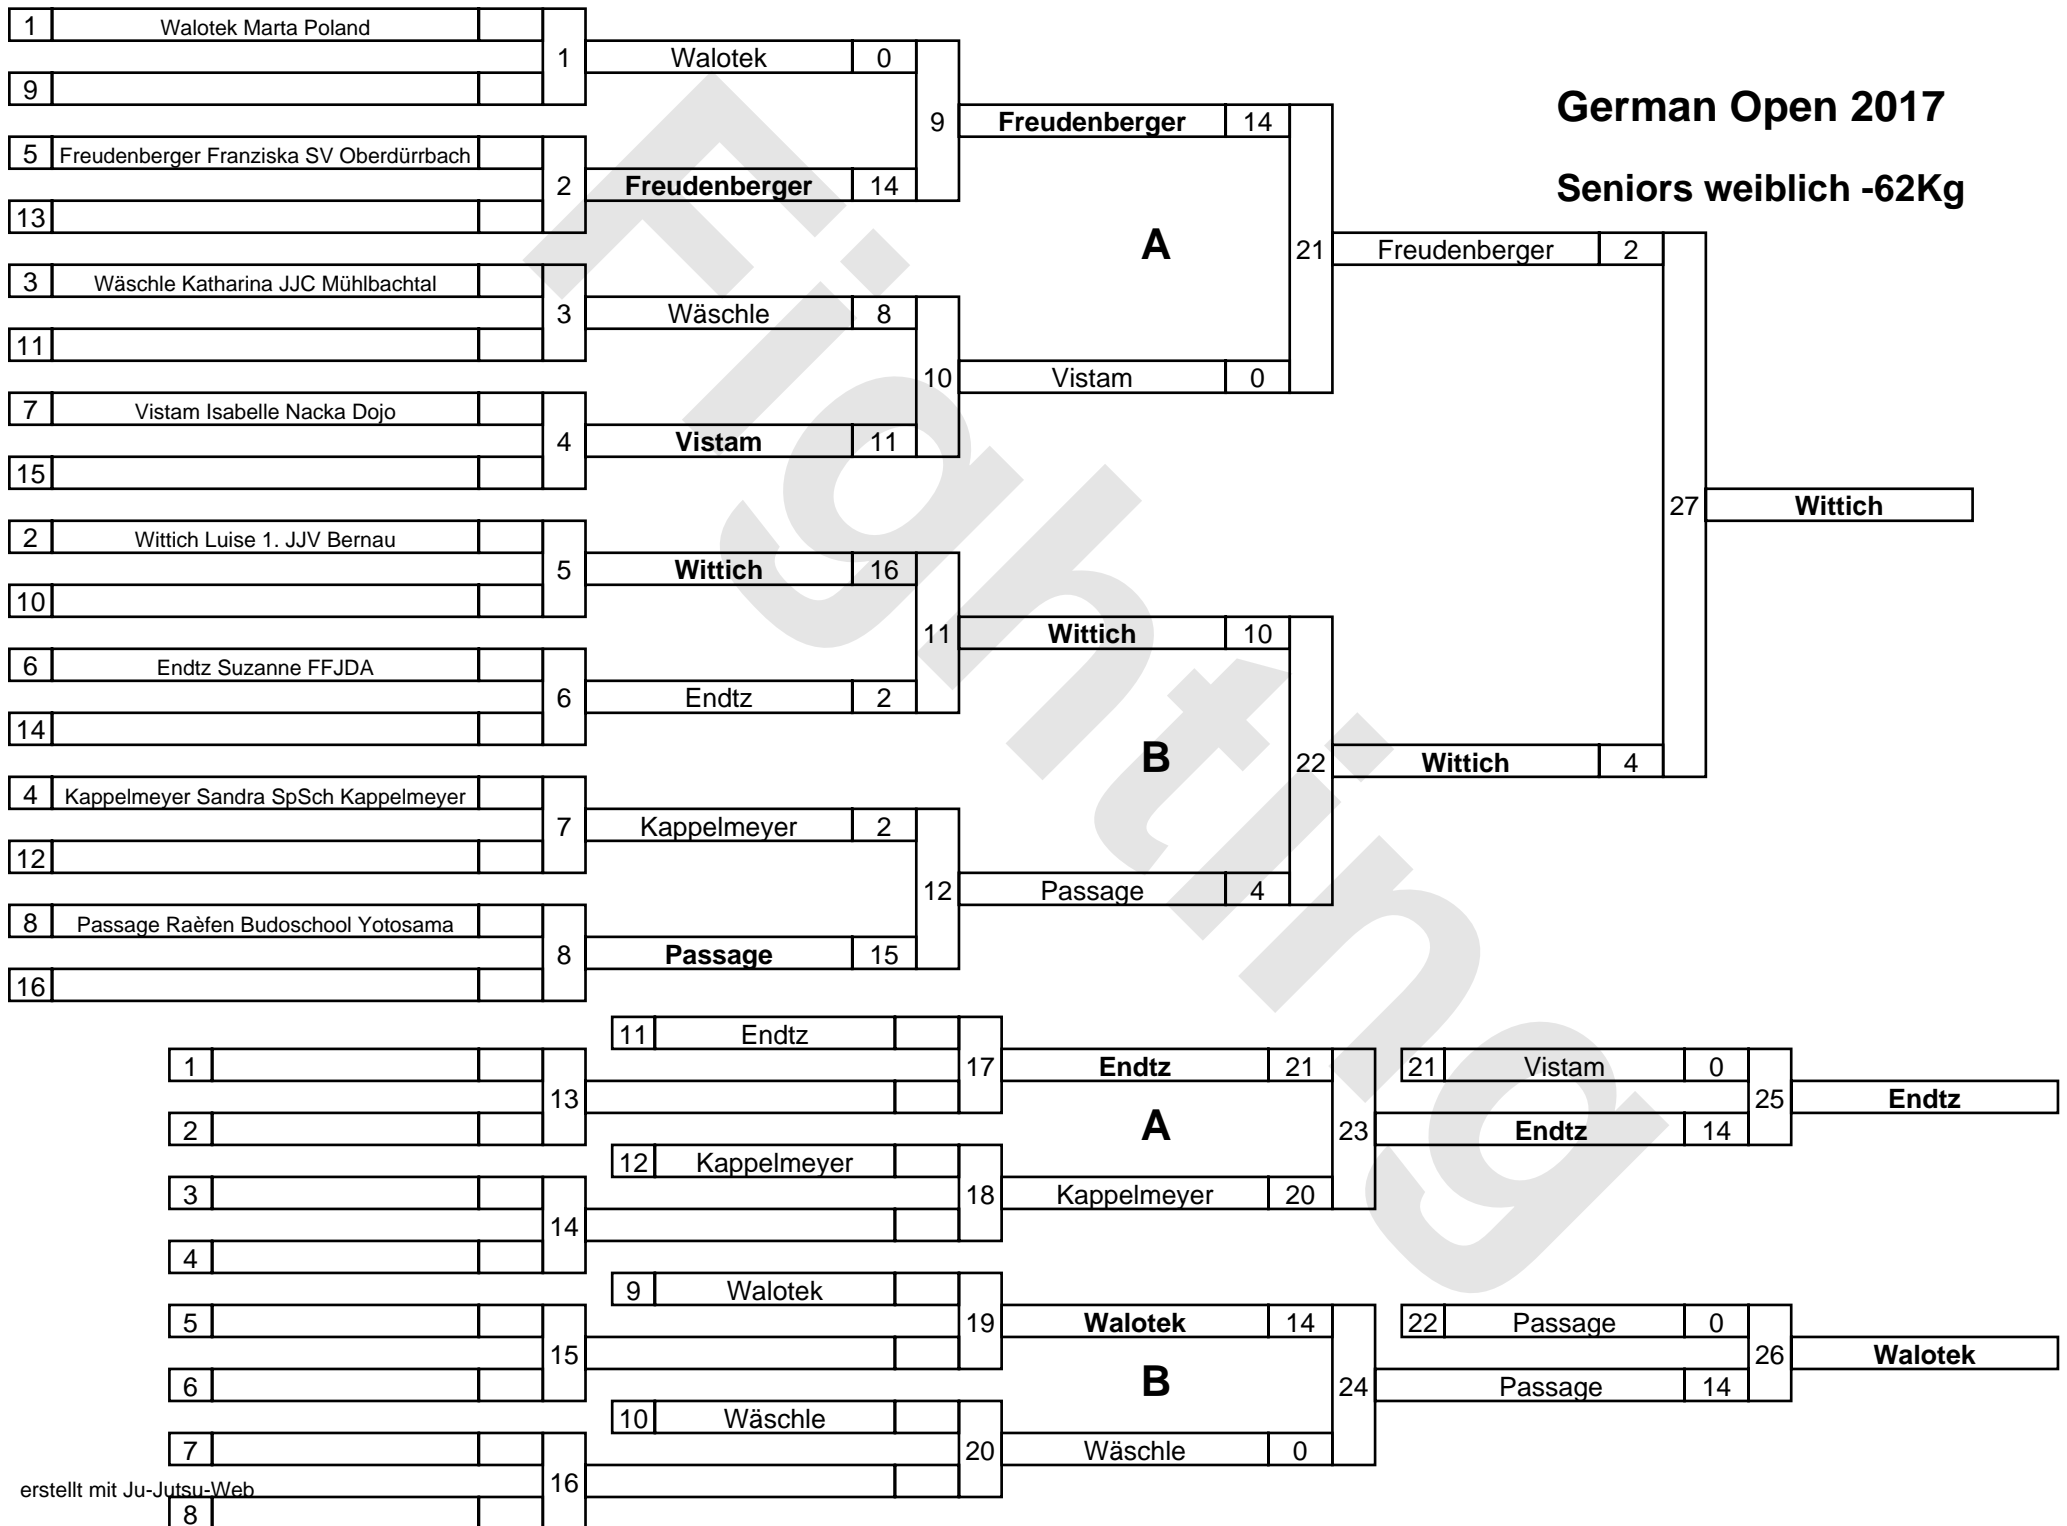 German Open 2017
Seniors weiblich -62Kg
1 Walotek Marta Poland
9
1
5 Freudenberger Franziska SV Oberdürrbach
13
2
3 Wäschle Katharina JJC Mühlbachtal
11
3
7 Vistam Isabelle Nacka Dojo
15
4
2 Wittich Luise 1. JJV Bernau
10
5
6 Endtz Suzanne FFJDA
14
6
4 Kappelmeyer Sandra SpSch Kappelmeyer
12
7
8 Passage Raèfen Budoschool Yotosama
16
8
Walotek 0
Freudenberger 14
9
Wäschle 8
Vistam 11
10
Wittich 16
Endtz 2
11
Kappelmeyer 2
Passage 15
12
Freudenberger 14
A
Vistam 0
21
Wittich 10
B
Passage 4
22
Freudenberger 2
Wittich 4
27
Wittich
1
2
13
3
4
14
5
6
15
7
8
16
11 Endtz
17
12 Kappelmeyer
18
9 Walotek
19
10 Wäschle
20
Endtz 21
A
Kappelmeyer 20
23
Walotek 14
B
Wäschle 0
24
21 Vistam 0
Endtz 14
25
Endtz
22 Passage 0
Passage 14
26
Walotek
erstellt mit Ju-Jutsu-Web
Fighting